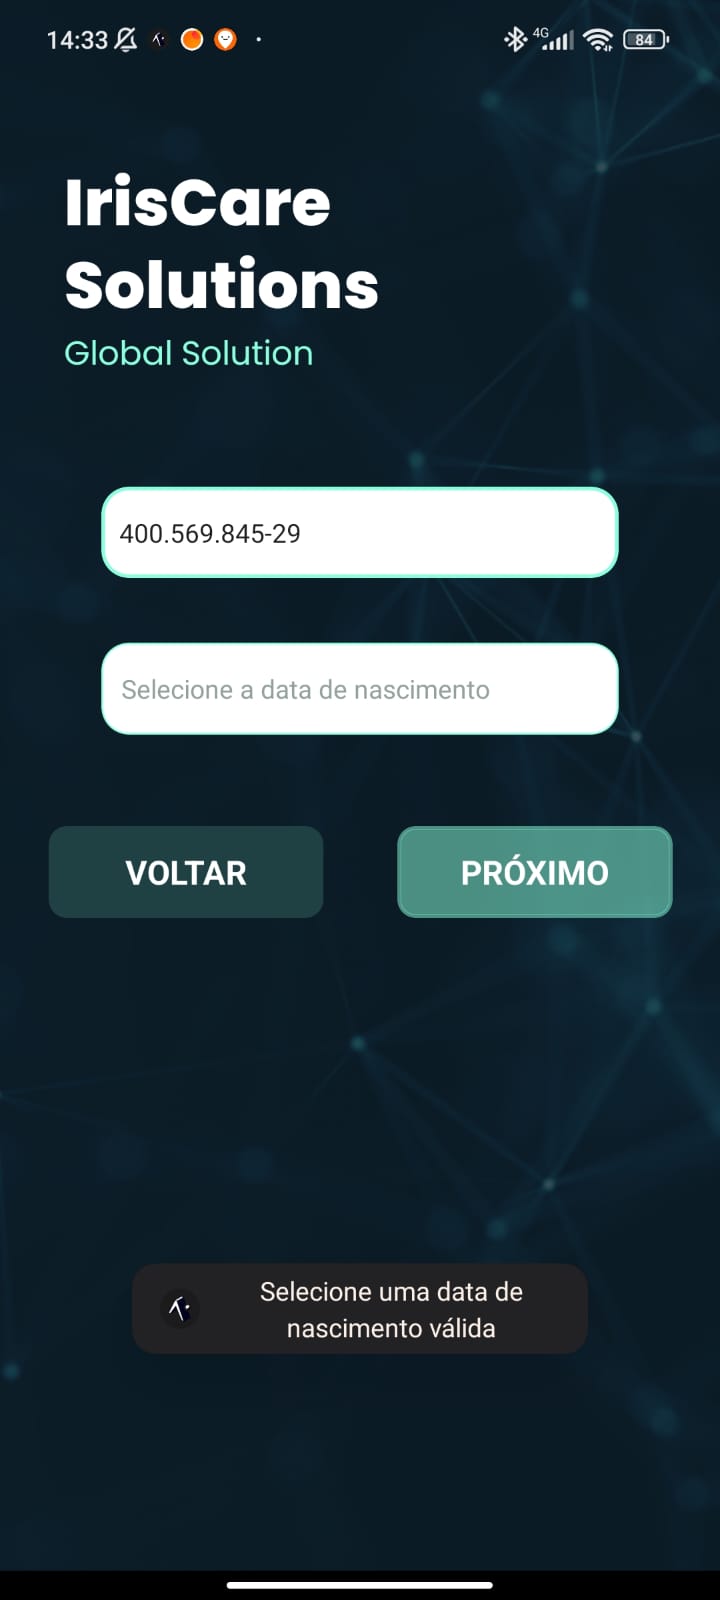 14:33 4G 84
IrisCare
Solutions
Global Solution
400.569.845-29
Selecione a data de nascimento
VOLTAR PRÓXIMO
Selecione uma data de
nascimento válida